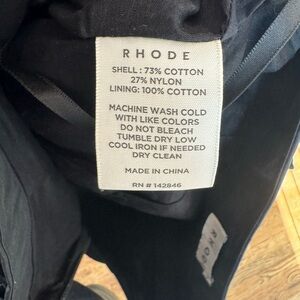 RHODE
SHELL : 73% COTTON
27% NYLON
LINING: 100% COTTON
MACHINE WASH COLD
WITH LIKE COLORS
DO NOT BLEACH
TUMBLE DRY LOW
COOL IRON IF NEEDED
DRY CLEAN
MADE IN CHINA
RN # 142846
RHODE